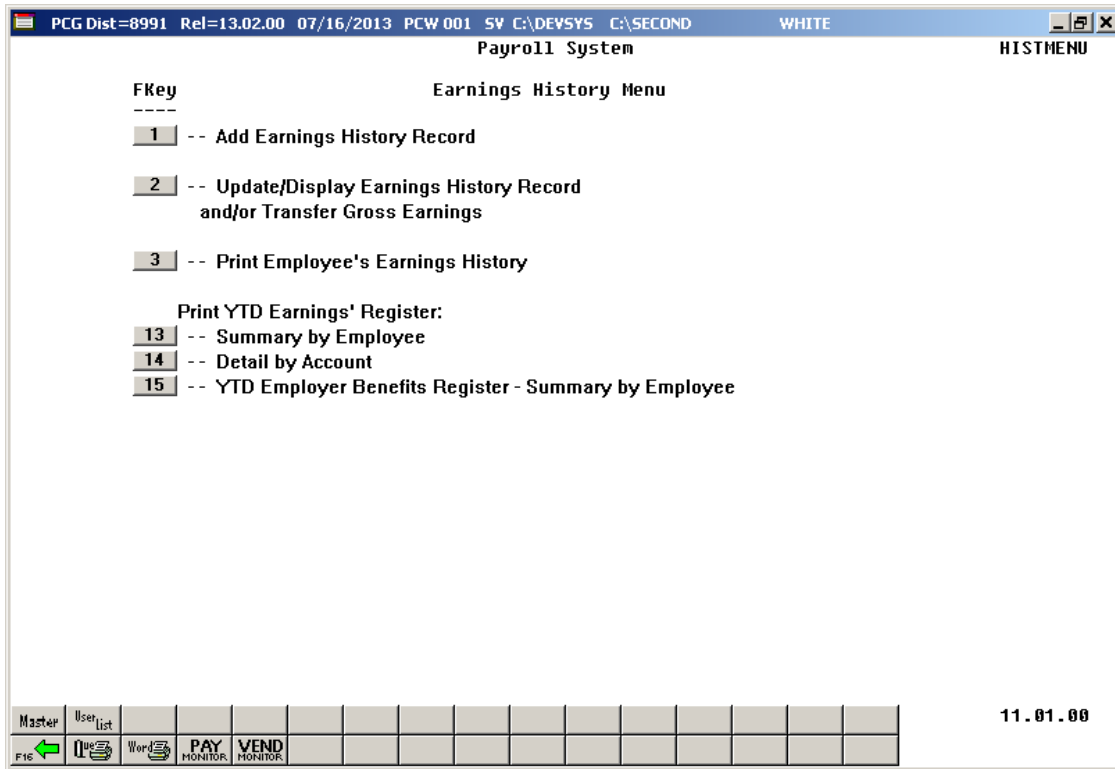 PCG Dist=8991 Rel=13.02.00 07/16/2013 PCW 001 SV C:\DEVSYS C:\SECOND WHITE
Payroll System HISTMENU
FKey Earnings History Menu
----
1 -- Add Earnings History Record
2 -- Update/Display Earnings History Record
and/or Transfer Gross Earnings
3 -- Print Employee's Earnings History
Print YTD Earnings' Register:
13 -- Summary by Employee
14 -- Detail by Account
15 -- YTD Employer Benefits Register - Summary by Employee
Master User List 11.01.00
F16 Que Word PAY MONITOR VEND MONITOR